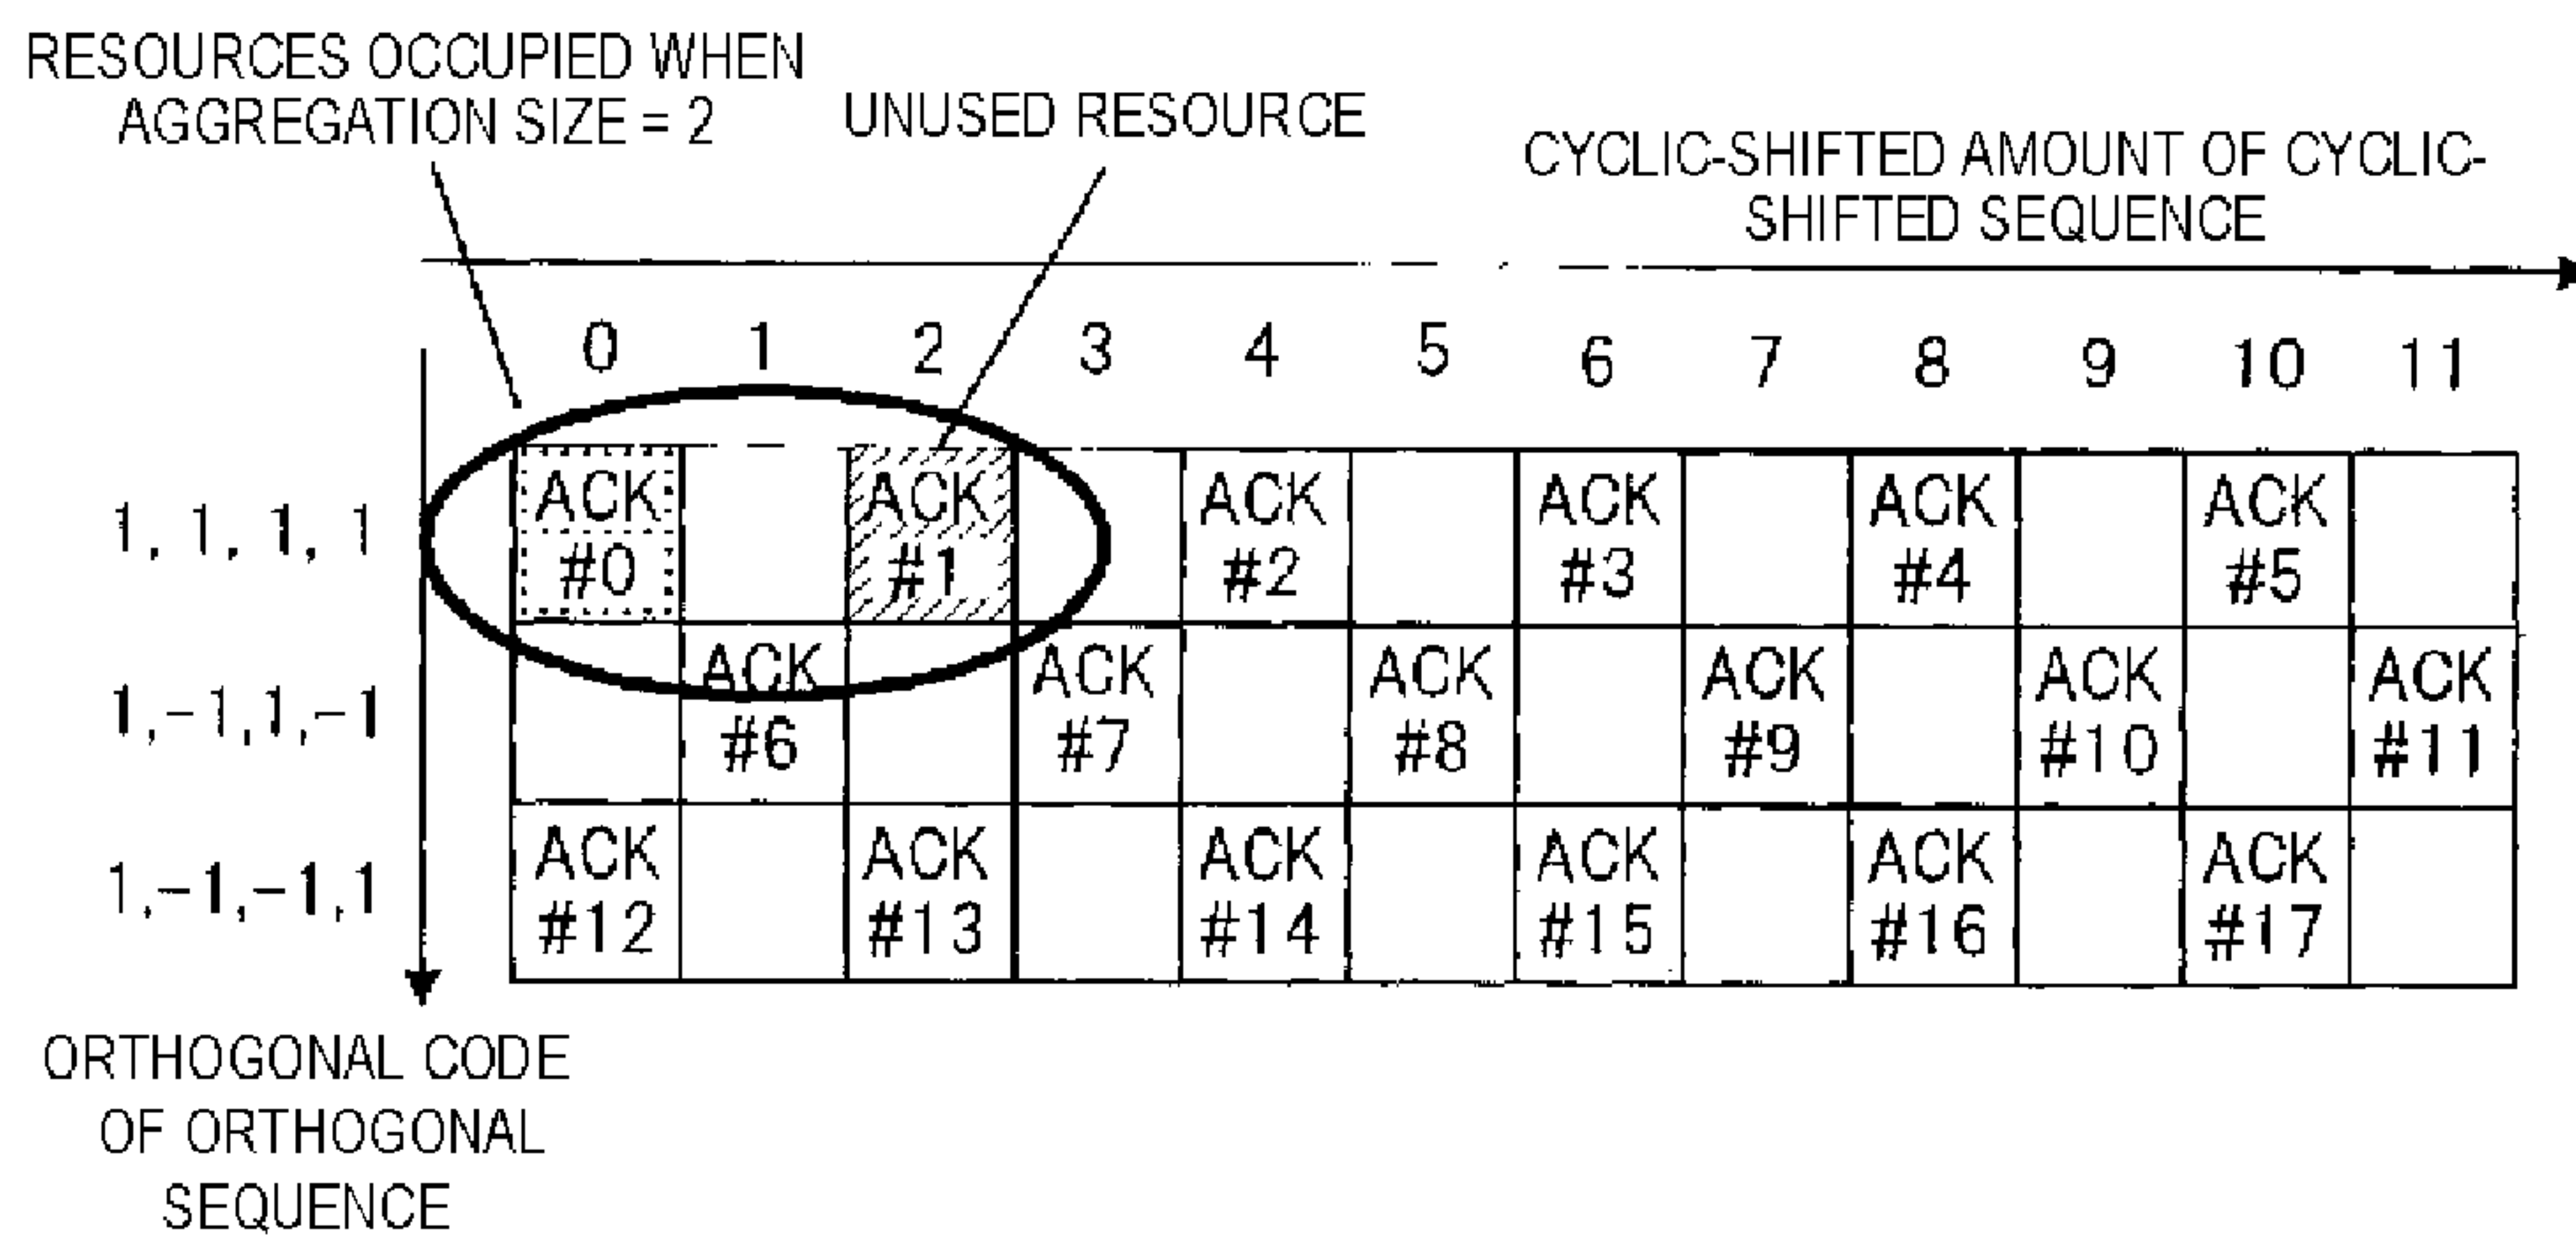 RESOURCES OCCUPIED WHEN
AGGREGATION SIZE = 2
UNUSED RESOURCE
CYCLIC-SHIFTED AMOUNT OF CYCLIC-
SHIFTED SEQUENCE
0 1 2 3 4 5 6 7 8 9 10 11
1, 1, 1, 1
ACK ACK ACK ACK ACK ACK
#0 #1 #2 #3 #4 #5
1,-1,1,-1
ACK ACK ACK ACK ACK ACK
#6 #7 #8 #9 #10 #11
1,-1,-1,1
ACK ACK ACK ACK ACK ACK
#12 #13 #14 #15 #16 #17
ORTHOGONAL CODE
OF ORTHOGONAL
SEQUENCE